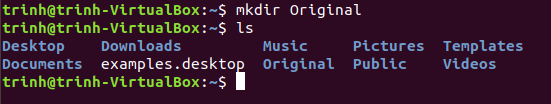 trinh@trinh-VirtualBox:~$ mkdir Original
trinh@trinh-VirtualBox:~$ ls
Desktop    Downloads         Music     Pictures  Templates
Documents  examples.desktop  Original  Public    Videos
trinh@trinh-VirtualBox:~$